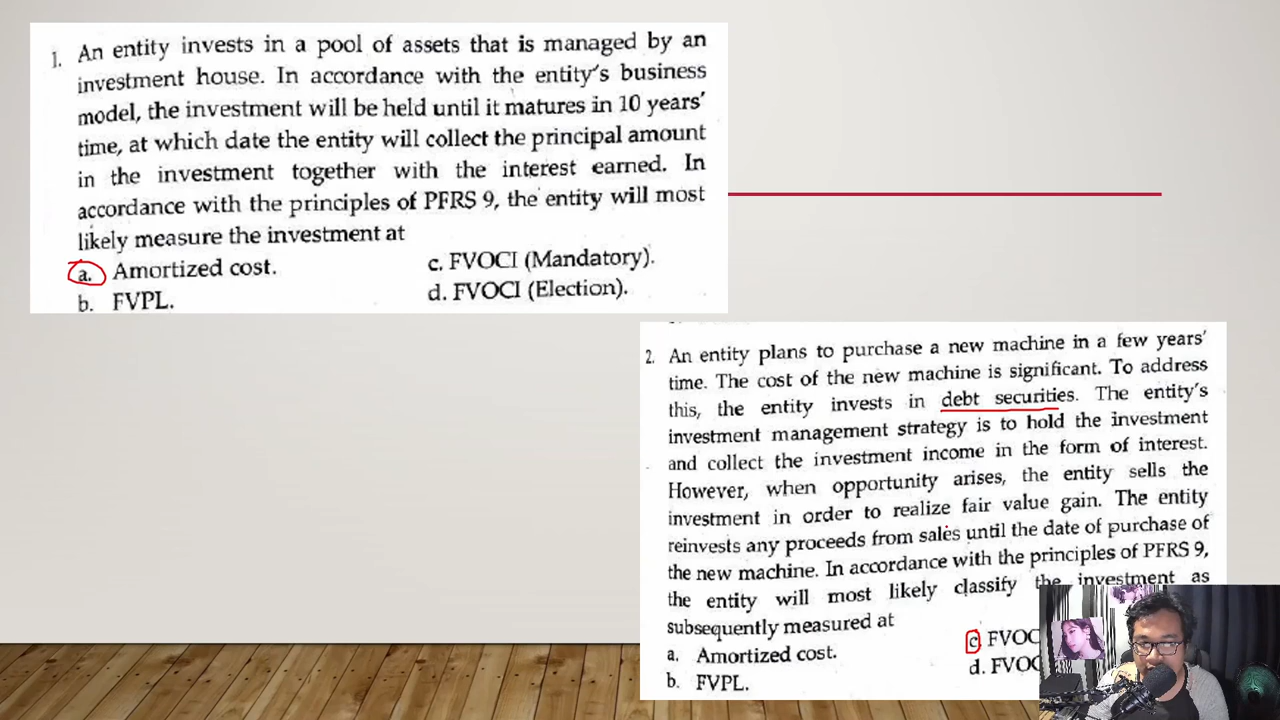 1. An entity invests in a pool of assets that is managed by an
investment house. In accordance with the entity's business
model, the investment will be held until it matures in 10 years'
time, at which date the entity will collect the principal amount
in the investment together with the interest earned. In
accordance with the principles of PFRS 9, the entity will most
likely measure the investment at
a. Amortized cost.
c. FVOCI (Mandatory).
b. FVPL.
d. FVOCI (Election).
2. An entity plans to purchase a new machine in a few years'
time. The cost of the new machine is significant. To address
this, the entity invests in debt securities. The entity's
investment management strategy is to hold the investment
and collect the investment income in the form of interest.
However, when opportunity arises, the entity sells the
investment in order to realize fair value gain. The entity
reinvests any proceeds from sales until the date of purchase of
the new machine. In accordance with the principles of PFRS 9,
the entity will most likely classify the investment as
subsequently measured at
a. Amortized cost.
c FVOC
b. FVPL.
d. FVOC